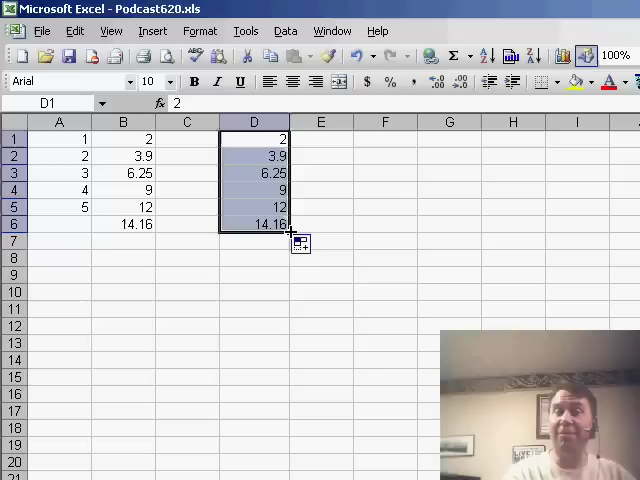 Microsoft Excel - Podcast620.xls
File Edit View Insert Format Tools Data Window Help
100%
Arial 10 B I U $ % , A
D1 fx 2
A B C D E F G H I
1 1 2 2
2 2 3.9 3.9
3 3 6.25 6.25
4 4 9 9
5 5 12 12
6 14.16 14.16
7
8
9
10
11
12
13
14
15
16
17
18
19
20